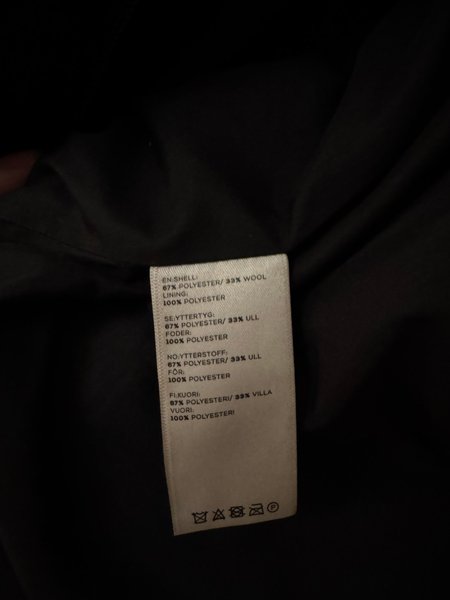 EN:SHELL:
67% POLYESTER/ 33% WOOL
LINING:
100% POLYESTER
SE:YTTERTYG:
67% POLYESTER/ 33% ULL
FODER:
100% POLYESTER
NO:YTTERSTOFF:
67% POLYESTER/ 33% ULL
FÔR:
100% POLYESTER
FI:KUORI:
67% POLYESTERI/ 33% VILLA
VUORI:
100% POLYESTERI
P